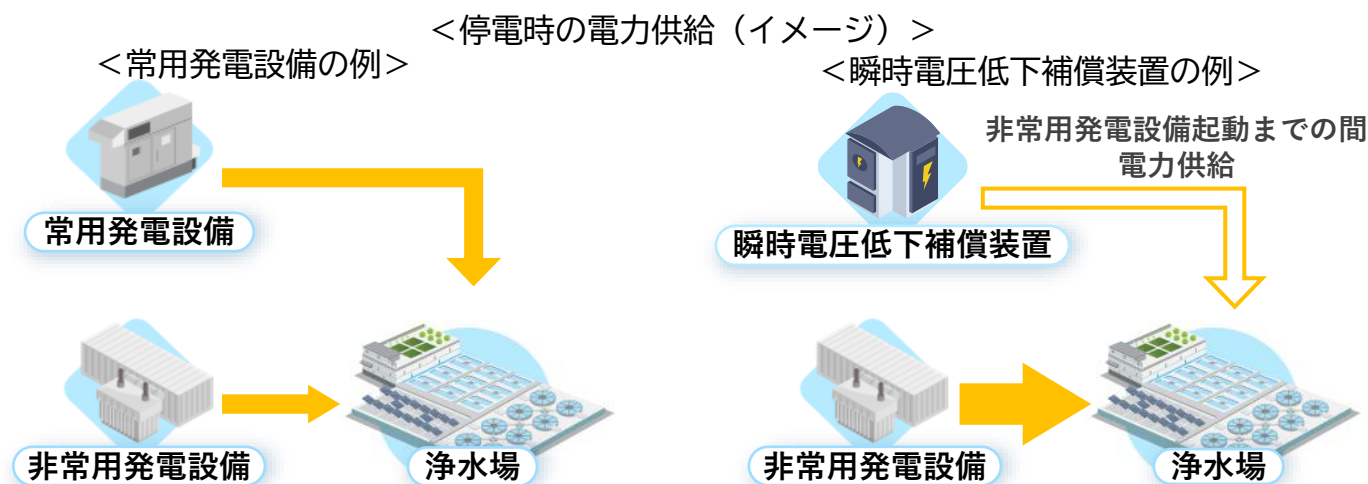 ＜停電時の電力供給（イメージ）＞
＜常用発電設備の例＞
常用発電設備
非常用発電設備
浄水場
＜瞬時電圧低下補償装置の例＞
非常用発電設備起動までの間
電力供給
瞬時電圧低下補償装置
非常用発電設備
浄水場